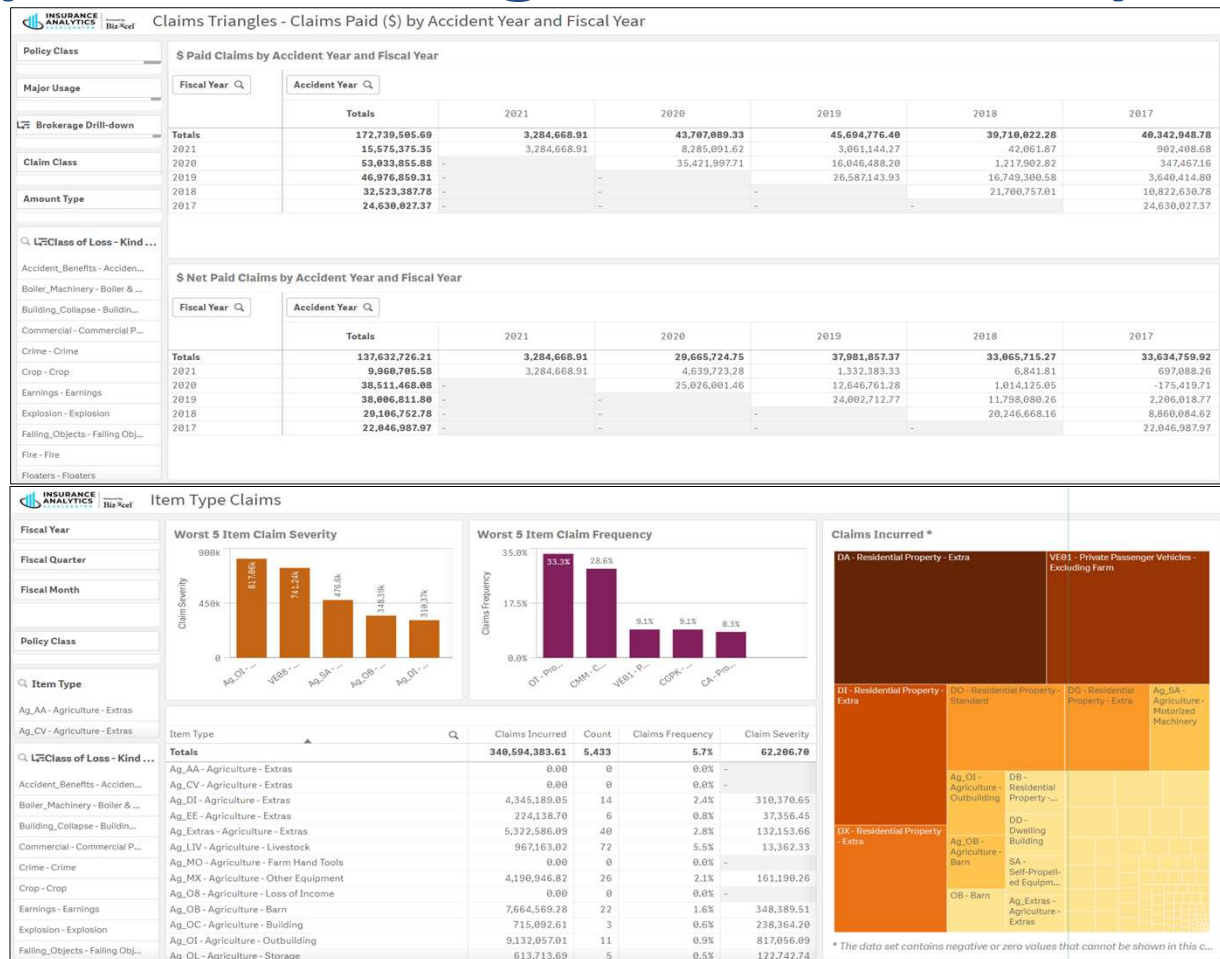 INSURANCE ANALYTICS ACCELERATOR Powered by Biz-Xcel Claims Triangles - Claims Paid ($) by Accident Year and Fiscal Year
Policy Class
Major Usage
Brokerage Drill-down
Claim Class
Amount Type
Class of Loss - Kind ...
Accident_Benefits - Acciden...
Boiler_Machinery - Boiler & ...
Building_Collapse - Buildin...
Commercial - Commercial P...
Crime - Crime
Crop - Crop
Earnings - Earnings
Explosion - Explosion
Falling_Objects - Falling Obj...
Fire - Fire
Floaters - Floaters
$ Paid Claims by Accident Year and Fiscal Year
Fiscal Year Accident Year
Totals 2021 2020 2019 2018 2017
Totals 172,739,505.69 3,284,668.91 43,707,089.33 45,694,776.40 39,710,022.28 40,342,948.78
2021 15,575,375.35 3,284,668.91 8,285,091.62 3,061,144.27 42,061.87 902,408.68
2020 53,033,855.88 - 35,421,997.71 16,046,488.20 1,217,902.82 347,467.16
2019 46,976,859.31 - - 26,587,143.93 16,749,300.58 3,640,414.80
2018 32,523,387.78 - - - 21,700,757.01 10,822,630.78
2017 24,630,027.37 - - - - 24,630,027.37
$ Net Paid Claims by Accident Year and Fiscal Year
Fiscal Year Accident Year
Totals 2021 2020 2019 2018 2017
Totals 137,632,726.21 3,284,668.91 29,665,724.75 37,981,857.37 33,065,715.27 33,634,759.92
2021 9,960,705.58 3,284,668.91 4,639,723.28 1,332,383.33 6,841.81 697,088.26
2020 38,511,468.08 - 25,026,001.46 12,646,761.28 1,014,125.05 -175,419.71
2019 38,006,811.80 - - 24,002,712.77 11,798,080.26 2,206,018.77
2018 29,106,752.78 - - - 20,246,668.16 8,860,084.62
2017 22,046,987.97 - - - - 22,046,987.97
INSURANCE ANALYTICS ACCELERATOR Powered by Biz-Xcel Item Type Claims
Fiscal Year
Fiscal Quarter
Fiscal Month
Policy Class
Item Type
Ag_AA - Agriculture - Extras
Ag_CV - Agriculture - Extras
Class of Loss - Kind ...
Accident_Benefits - Acciden...
Boiler_Machinery - Boiler & ...
Building_Collapse - Buildin...
Commercial - Commercial P...
Crime - Crime
Crop - Crop
Earnings - Earnings
Explosion - Explosion
Falling_Objects - Falling Obj...
Worst 5 Item Claim Severity
Claim Severity
900k
450k
0
817.06k 741.24k 476.6k 348.39k 310.37k
Ag_OI - ... VE08 - ... Ag_SA - ... Ag_OB - ... Ag_DI - ...
Worst 5 Item Claim Frequency
Claims Frequency
35.0%
17.5%
0.0%
33.3% 28.6% 9.1% 9.1% 8.3%
OT - Pro... CMM - C... VE01 - P... CGPK - ... CA - Pro...
Item Type Claims Incurred Count Claims Frequency Claim Severity
Totals 340,594,383.61 5,433 5.7% 62,206.70
Ag_AA - Agriculture - Extras 0.00 0 0.0% -
Ag_CV - Agriculture - Extras 0.00 0 0.0% -
Ag_DI - Agriculture - Extras 4,345,189.05 14 2.4% 310,370.65
Ag_EE - Agriculture - Extras 224,138.70 6 0.8% 37,356.45
Ag_Extras - Agriculture - Extras 5,322,586.09 40 2.8% 132,153.66
Ag_LIV - Agriculture - Livestock 967,163.02 72 5.5% 13,362.33
Ag_MO - Agriculture - Farm Hand Tools 0.00 0 0.0% -
Ag_MX - Agriculture - Other Equipment 4,190,946.82 26 2.1% 161,190.26
Ag_O8 - Agriculture - Loss of Income 0.00 0 0.0% -
Ag_OB - Agriculture - Barn 7,664,569.28 22 1.6% 348,389.51
Ag_OC - Agriculture - Building 715,092.61 3 0.6% 238,364.20
Ag_OI - Agriculture - Outbuilding 9,132,057.01 11 0.9% 817,056.09
Ag_OL - Agriculture - Storage 613,713.69 5 0.5% 122,742.74
Claims Incurred *
DA - Residential Property - Extra
VE01 - Private Passenger Vehicles -
Excluding Farm
DI - Residential Property -
Extra
DO - Residential Property -
Standard
DG - Residential
Property - Extra
Ag_SA -
Agriculture -
Motorized
Machinery
Ag_OI -
Agriculture -
Outbuilding
DB -
Residential
Property -...
DD -
Dwelling
Building
DX - Residential Property
- Extra
Ag_OB -
Agriculture -
Barn
SA -
Self-Propell-
ed Equipm...
OB - Barn
Ag_Extras -
Agriculture -
Extras
* The data set contains negative or zero values that cannot be shown in this c...